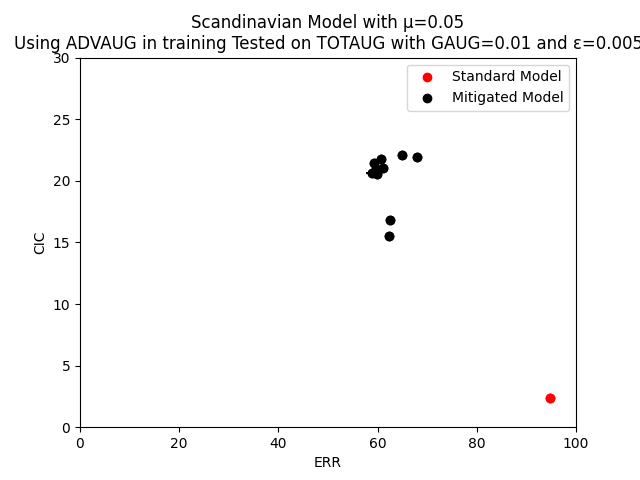 Scandinavian Model with μ=0.05
Using ADVAUG in training Tested on TOTAUG with GAUG=0.01 and ε=0.005
30
25
20
15
10
5
0
CIC
Standard Model
Mitigated Model
0 20 40 60 80 100
ERR